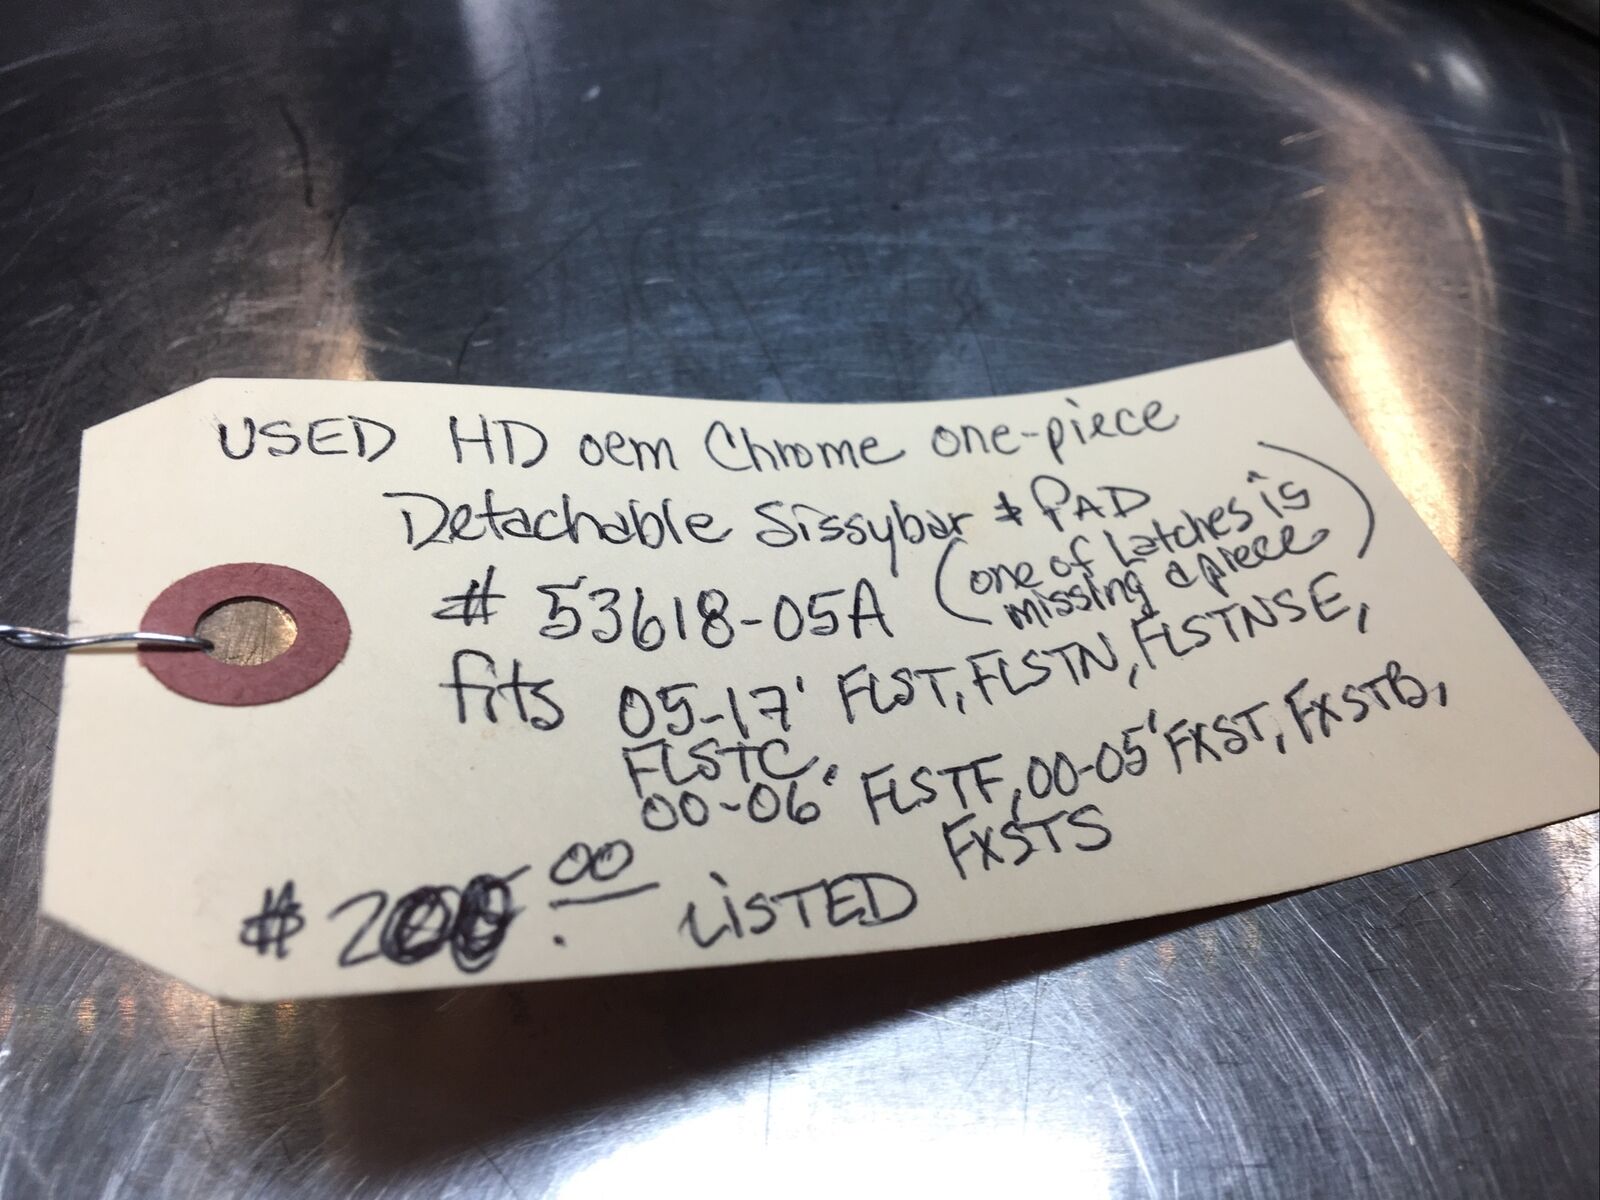 USED HD oem Chrome one-piece
Detachable Sissybar & PAD
# 53618-05A (one of Latches is
missing a piece)
fits 05-17' FLST, FLSTN, FLSTNSE,
FLSTC,
00-06' FLSTF, 00-05' FXST, FXSTB,
FXSTS
$ 200.00 LiSTED